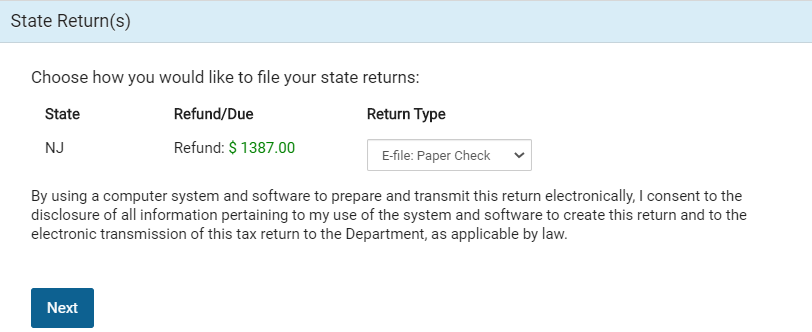 State Return(s)
Choose how you would like to file your state returns:
State Refund/Due Return Type
NJ Refund: $ 1387.00 E-file: Paper Check
By using a computer system and software to prepare and transmit this return electronically, I consent to the
disclosure of all information pertaining to my use of the system and software to create this return and to the
electronic transmission of this tax return to the Department, as applicable by law.
Next